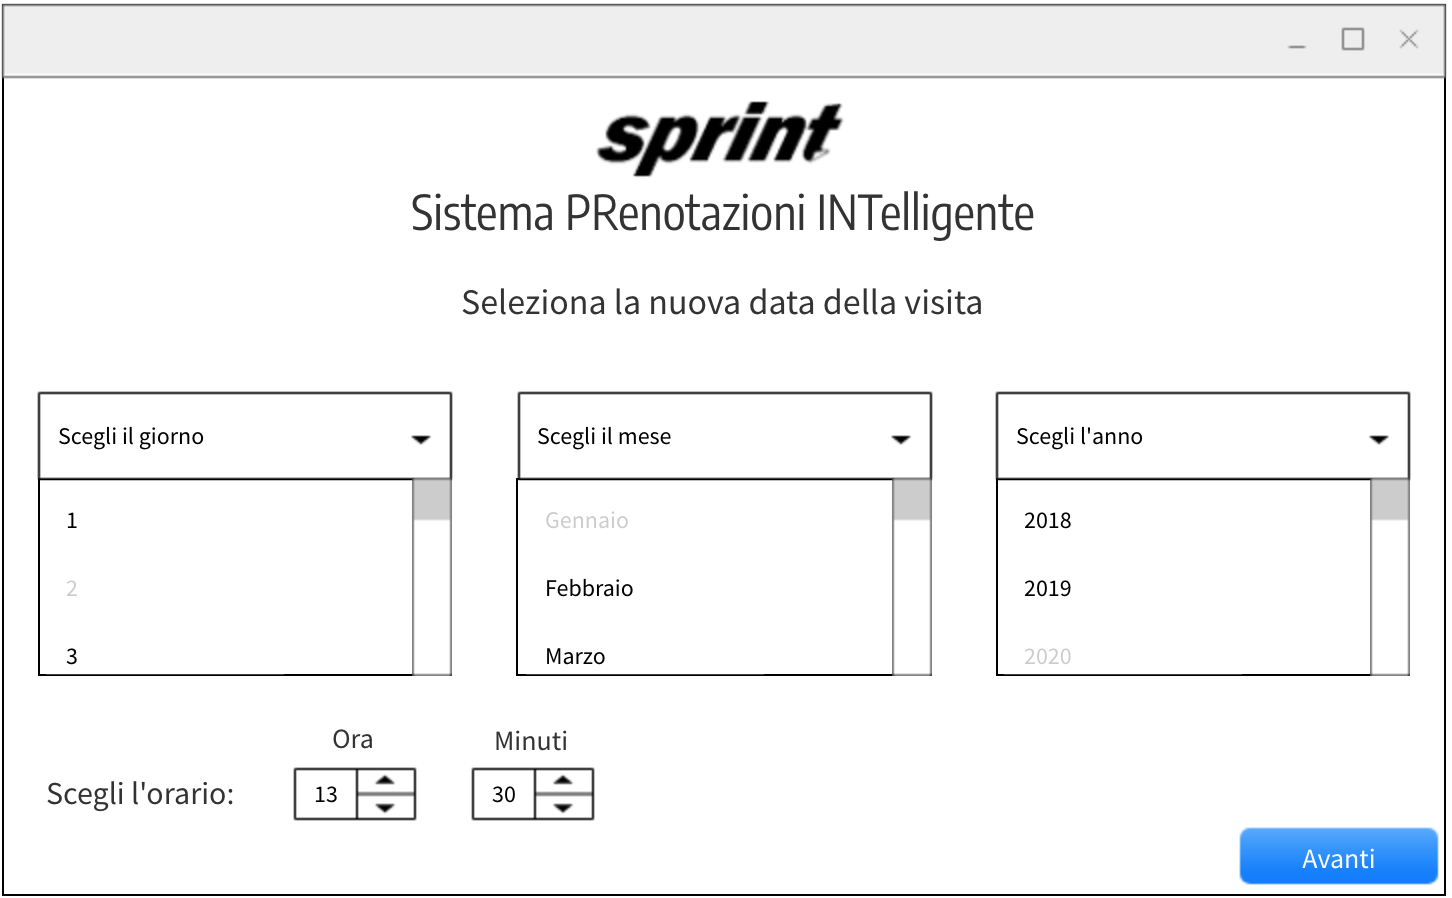 sprint
Sistema PRenotazioni INTelligente
Seleziona la nuova data della visita
Scegli il giorno
1
2
3
Scegli il mese
Gennaio
Febbraio
Marzo
Scegli l'anno
2018
2019
2020
Ora Minuti
Scegli l'orario: 13 30
Avanti